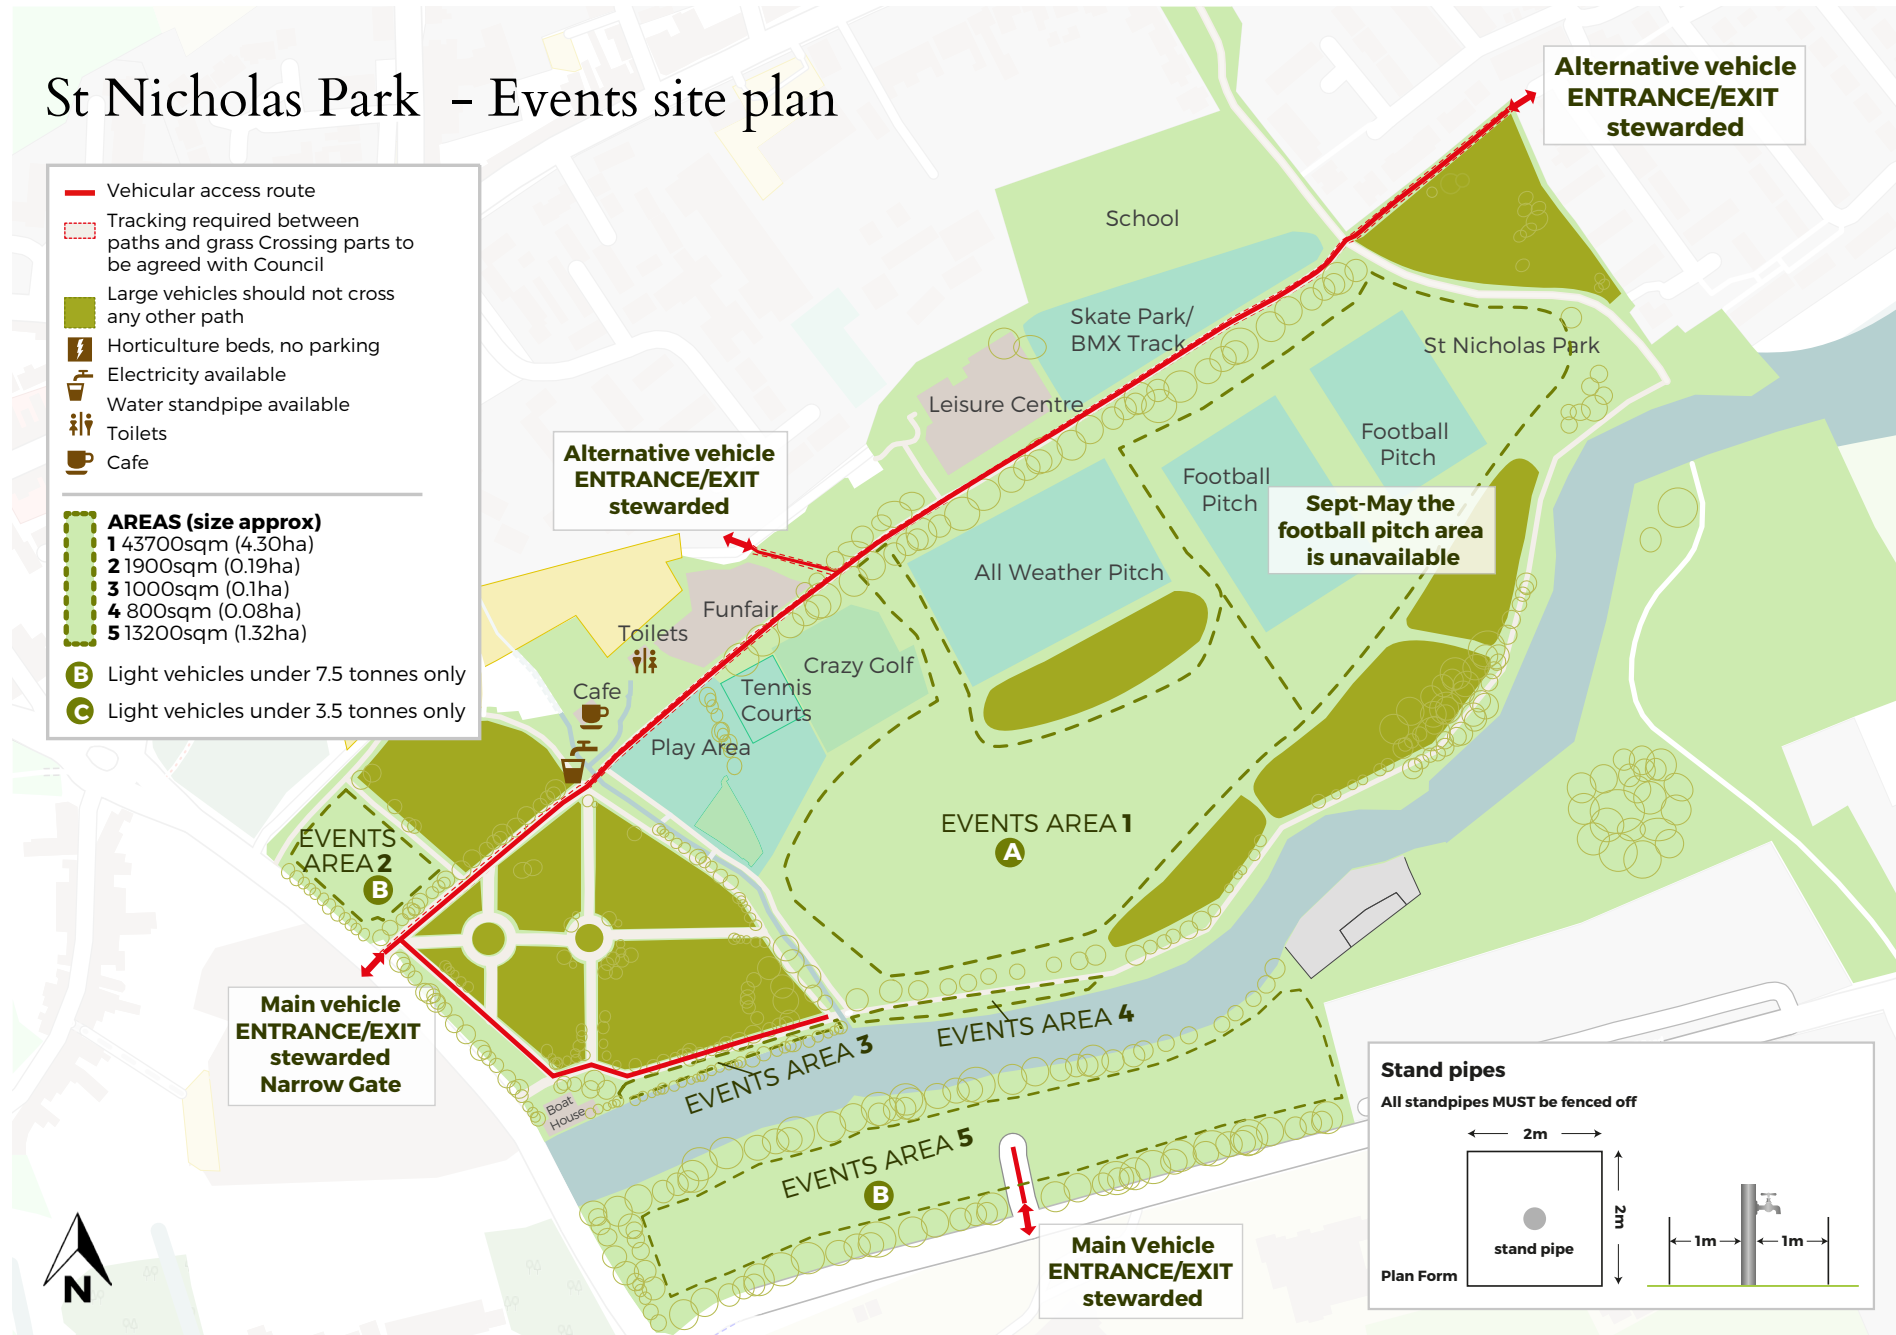 St Nicholas Park - Events site plan
Vehicular access route
Tracking required between
paths and grass Crossing parts to
be agreed with Council
Large vehicles should not cross
any other path
Horticulture beds, no parking
Electricity available
Water standpipe available
Toilets
Cafe
AREAS (size approx)
1 43700sqm (4.30ha)
2 1900sqm (0.19ha)
3 1000sqm (0.1ha)
4 800sqm (0.08ha)
5 13200sqm (1.32ha)
B Light vehicles under 7.5 tonnes only
C Light vehicles under 3.5 tonnes only
Alternative vehicle
ENTRANCE/EXIT
stewarded
School
Skate Park/
BMX Track
St Nicholas Park
Leisure Centre
Football
Pitch
Football
Pitch
Sept-May the
football pitch area
is unavailable
Alternative vehicle
ENTRANCE/EXIT
stewarded
All Weather Pitch
Funfair
Toilets
Crazy Golf
Cafe
Tennis
Courts
Play Area
EVENTS AREA 1
A
EVENTS
AREA 2
B
Main vehicle
ENTRANCE/EXIT
stewarded
Narrow Gate
EVENTS AREA 4
EVENTS AREA 3
Boat
House
EVENTS AREA 5
B
Main Vehicle
ENTRANCE/EXIT
stewarded
N
Stand pipes
All standpipes MUST be fenced off
2m
2m
stand pipe
Plan Form
1m
1m